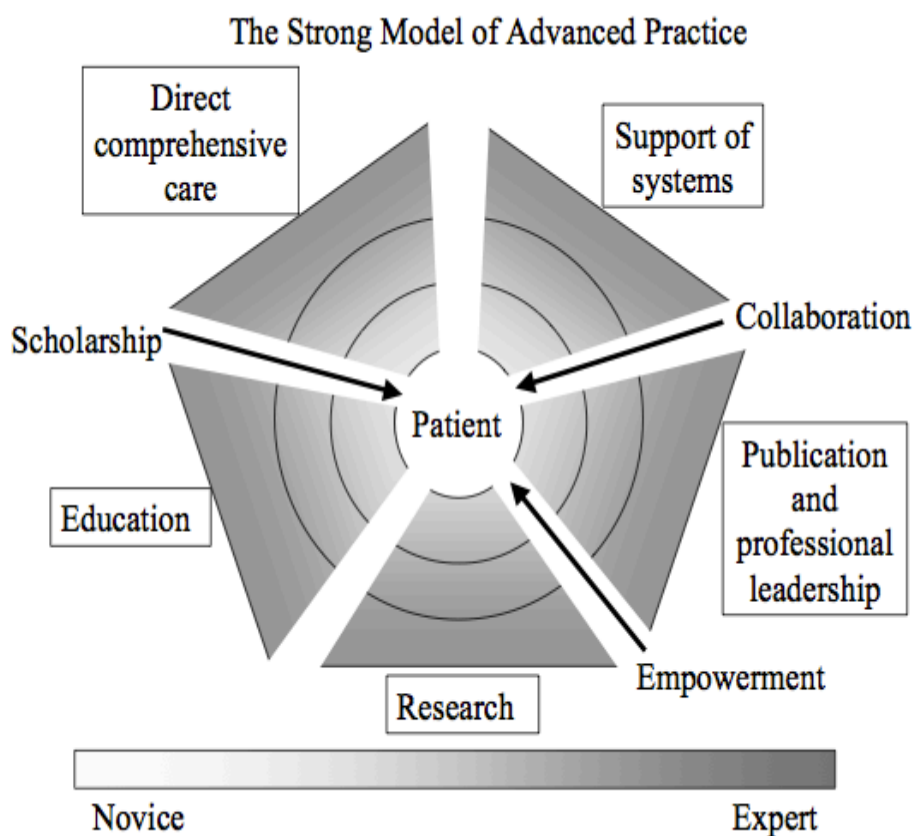 The Strong Model of Advanced Practice
Direct
comprehensive
care
Support of
systems
Scholarship
Collaboration
Patient
Education
Publication
and
professional
leadership
Empowerment
Research
Novice
Expert